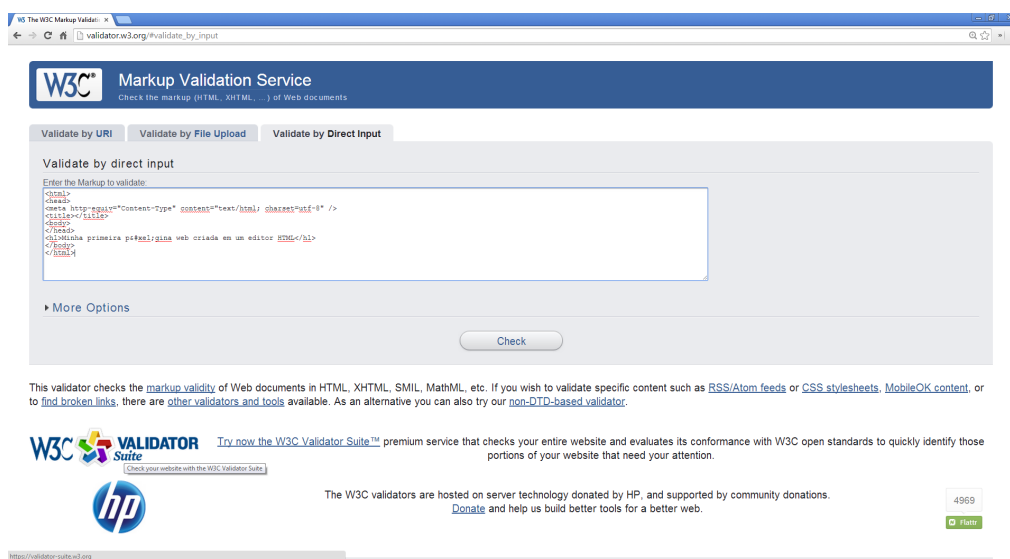 W3 The W3C Markup Validati
validator.w3.org/#validate_by_input
W3C® Markup Validation Service
Check the markup (HTML, XHTML, ...) of Web documents
Validate by URI Validate by File Upload Validate by Direct Input
Validate by direct input
Enter the Markup to validate:
<html>
<head>
<meta http-equiv="Content-Type" content="text/html; charset=utf-8" />
<title></title>
<body>
</head>
<h1>Minha primeira p&#xe1;gina web criada em um editor HTML</h1>
</body>
</html>
More Options
Check
This validator checks the markup validity of Web documents in HTML, XHTML, SMIL, MathML, etc. If you wish to validate specific content such as RSS/Atom feeds or CSS stylesheets, MobileOK content, or
to find broken links, there are other validators and tools available. As an alternative you can also try our non-DTD-based validator.
W3C VALIDATOR Suite
Try now the W3C Validator Suite™ premium service that checks your entire website and evaluates its conformance with W3C open standards to quickly identify those
portions of your website that need your attention.
Check your website with the W3C Validator Suite
hp
The W3C validators are hosted on server technology donated by HP, and supported by community donations.
Donate and help us build better tools for a better web.
4969
Flattr
https://validator-suite.w3.org